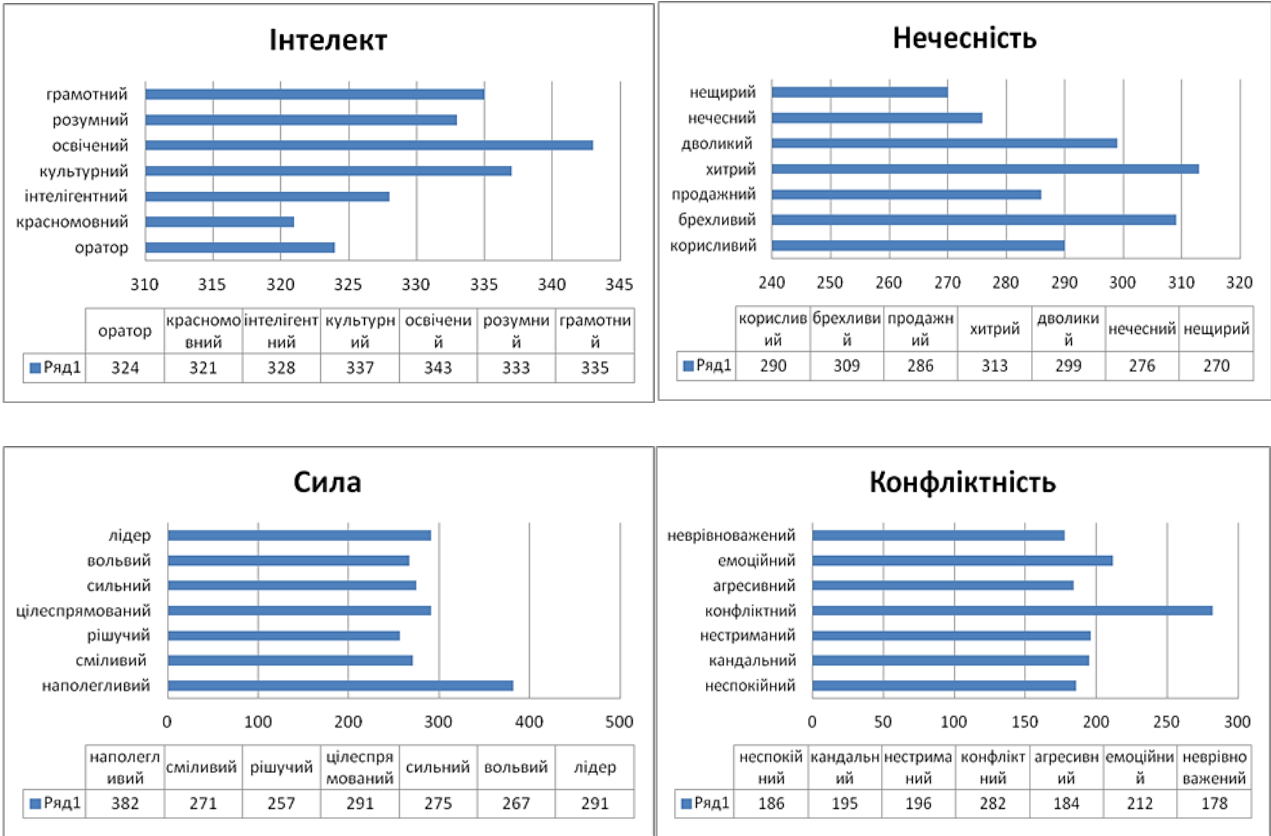 Інтелект
грамотний
розумний
освічений
культурний
інтелігентний
красномовний
оратор
310 315 320 325 330 335 340 345
оратор красномо інтелігент культурн освічени розумни грамотни
вний ний ий й й й
Ряд1 324 321 328 337 343 333 335
Нечесність
нещирий
нечесний
дволикий
хитрий
продажний
брехливий
корисливий
240 250 260 270 280 290 300 310 320
корислив брехливи продажн хитрий дволики нечесний нещирий
ий й ий й
Ряд1 290 309 286 313 299 276 270
Сила
лідер
вольвий
сильний
цілеспрямований
рішучий
сміливий
наполегливий
0 100 200 300 400 500
наполегл сміливий рішучий цілеспря сильний вольвий лідер
ивий мований
Ряд1 382 271 257 291 275 267 291
Конфліктність
неврівноважений
емоційний
агресивний
конфліктний
нестриманий
кандальний
неспокійний
0 50 100 150 200 250 300
неспокій кандальн нестрима конфлікт агресивн емоційни неврівно
ний ий ний ний ий й важений
Ряд1 186 195 196 282 184 212 178